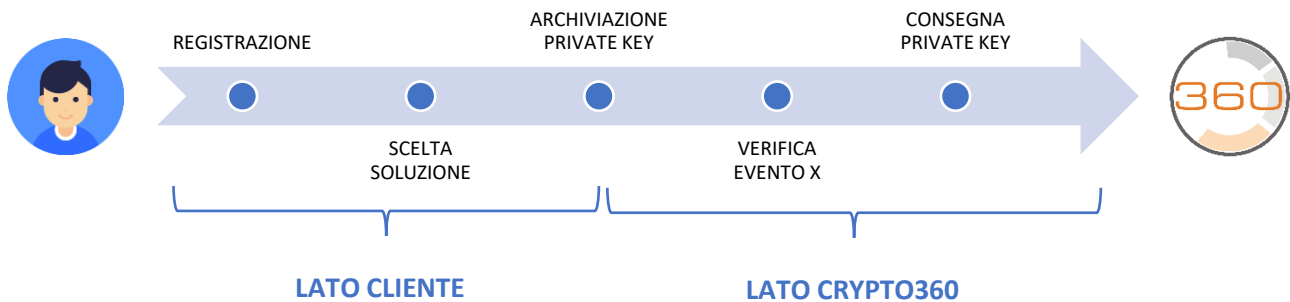 REGISTRAZIONE
SCELTA
SOLUZIONE
ARCHIVIAZIONE
PRIVATE KEY
VERIFICA
EVENTO X
CONSEGNA
PRIVATE KEY
360
LATO CLIENTE
LATO CRYPTO360